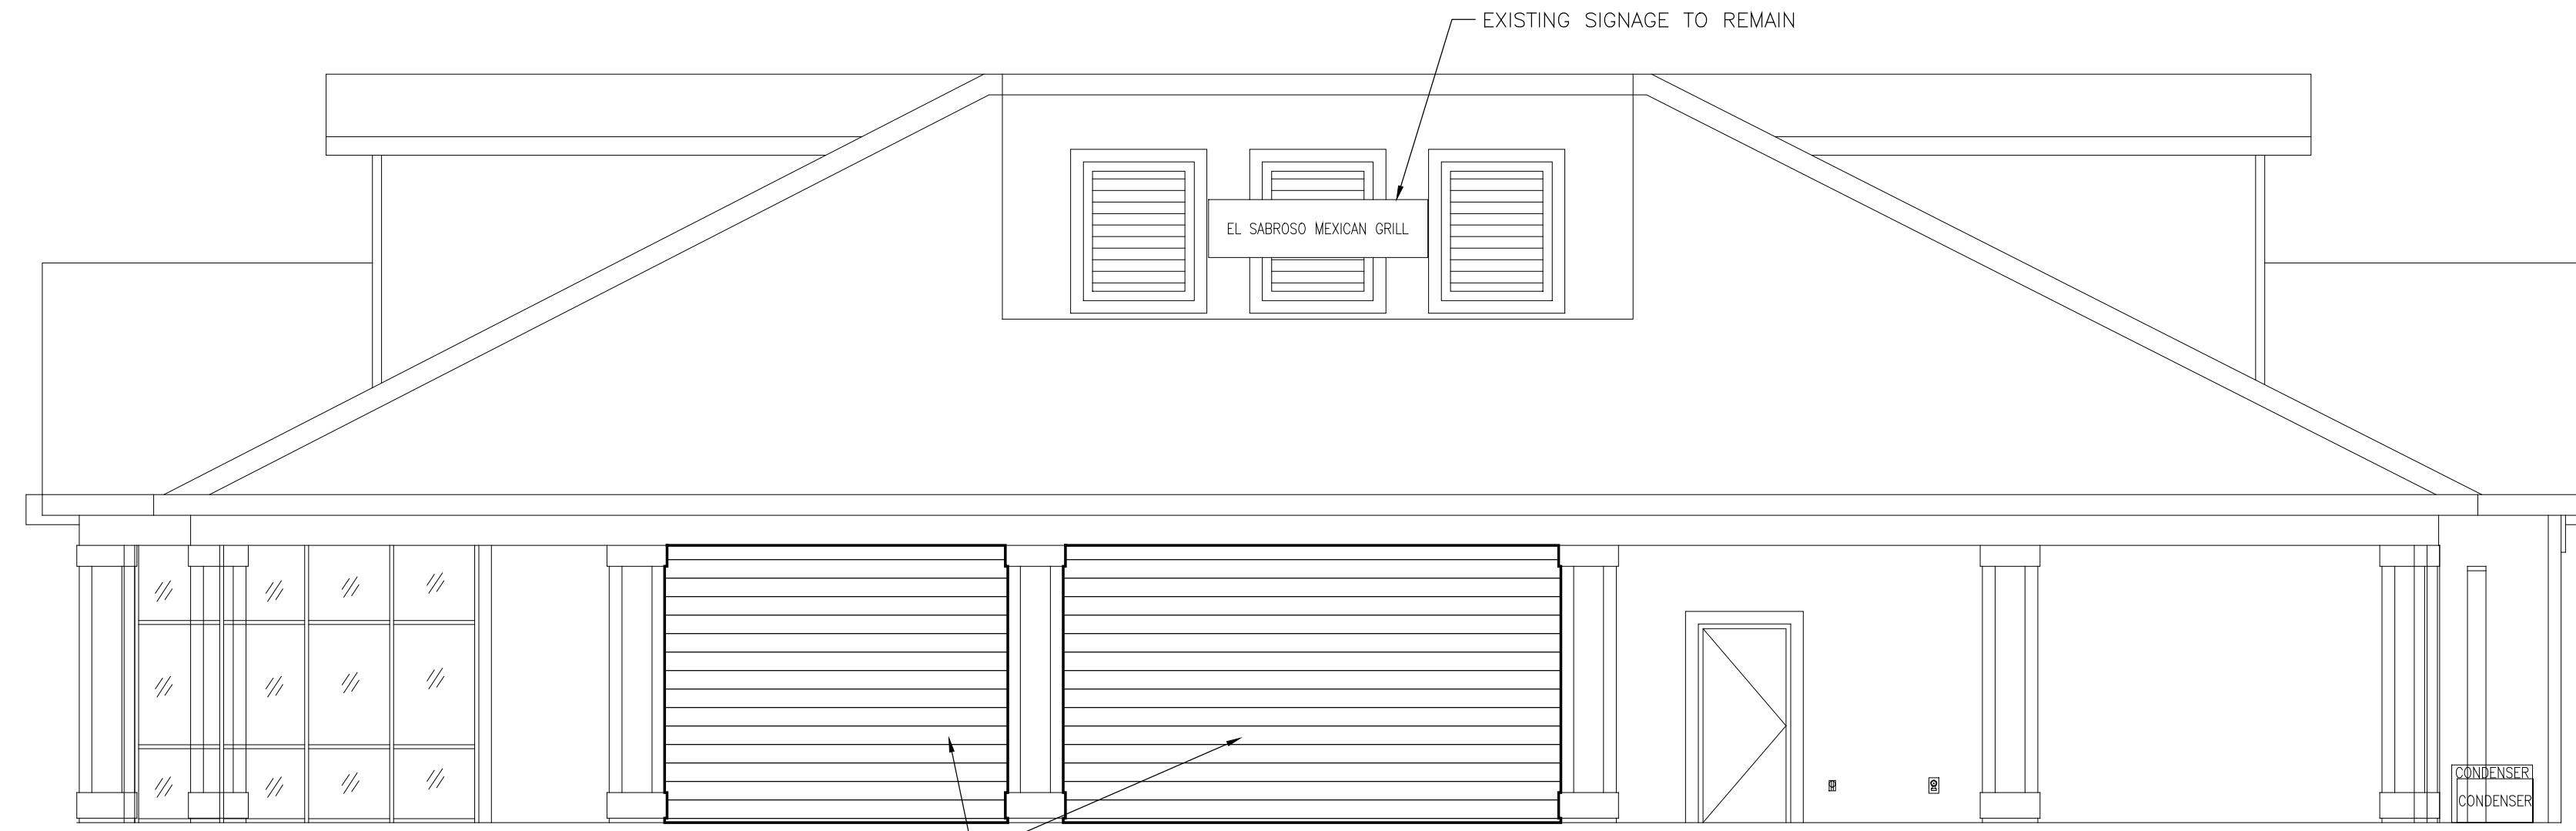 EXISTING SIGNAGE TO REMAIN
EL SABROSO MEXICAN GRILL
CONDENSER
CONDENSER